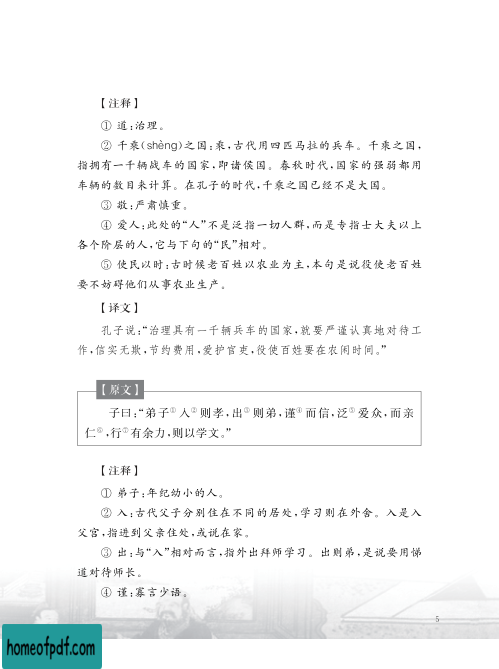 【注释】
① 道:治理。
② 千乘(shèng)之国:乘,古代用四匹马拉的兵车。千乘之国,
指拥有一千辆战车的国家,即诸侯国。春秋时代,国家的强弱都用
车辆的数目来计算。在孔子的时代,千乘之国已经不是大国。
③ 敬:严肃慎重。
④ 爱人:此处的“人”不是泛指一切人群,而是专指士大夫以上
各个阶层的人,它与下句的“民”相对。
⑤ 使民以时:古时候老百姓以农业为主,本句是说役使老百姓
要不妨碍他们从事农业生产。
【译文】
孔子说:“治理具有一千辆兵车的国家,就要严谨认真地对待工
作,信实无欺,节约费用,爱护官吏,役使百姓要在农闲时间。”
【原文】
子曰:“弟子① 入② 则孝,出③ 则弟,谨④ 而信,泛⑤ 爱众,而亲
仁⑥ ,行⑦ 有余力,则以学文。”
【注释】
① 弟子:年纪幼小的人。
② 入:古代父子分别住在不同的居处,学习则在外舍。入是入
父宫,指进到父亲住处,或说在家。
③ 出:与“入”相对而言,指外出拜师学习。出则弟,是说要用悌
道对待师长。
④ 谨:寡言少语。
5
homeofpdf.com